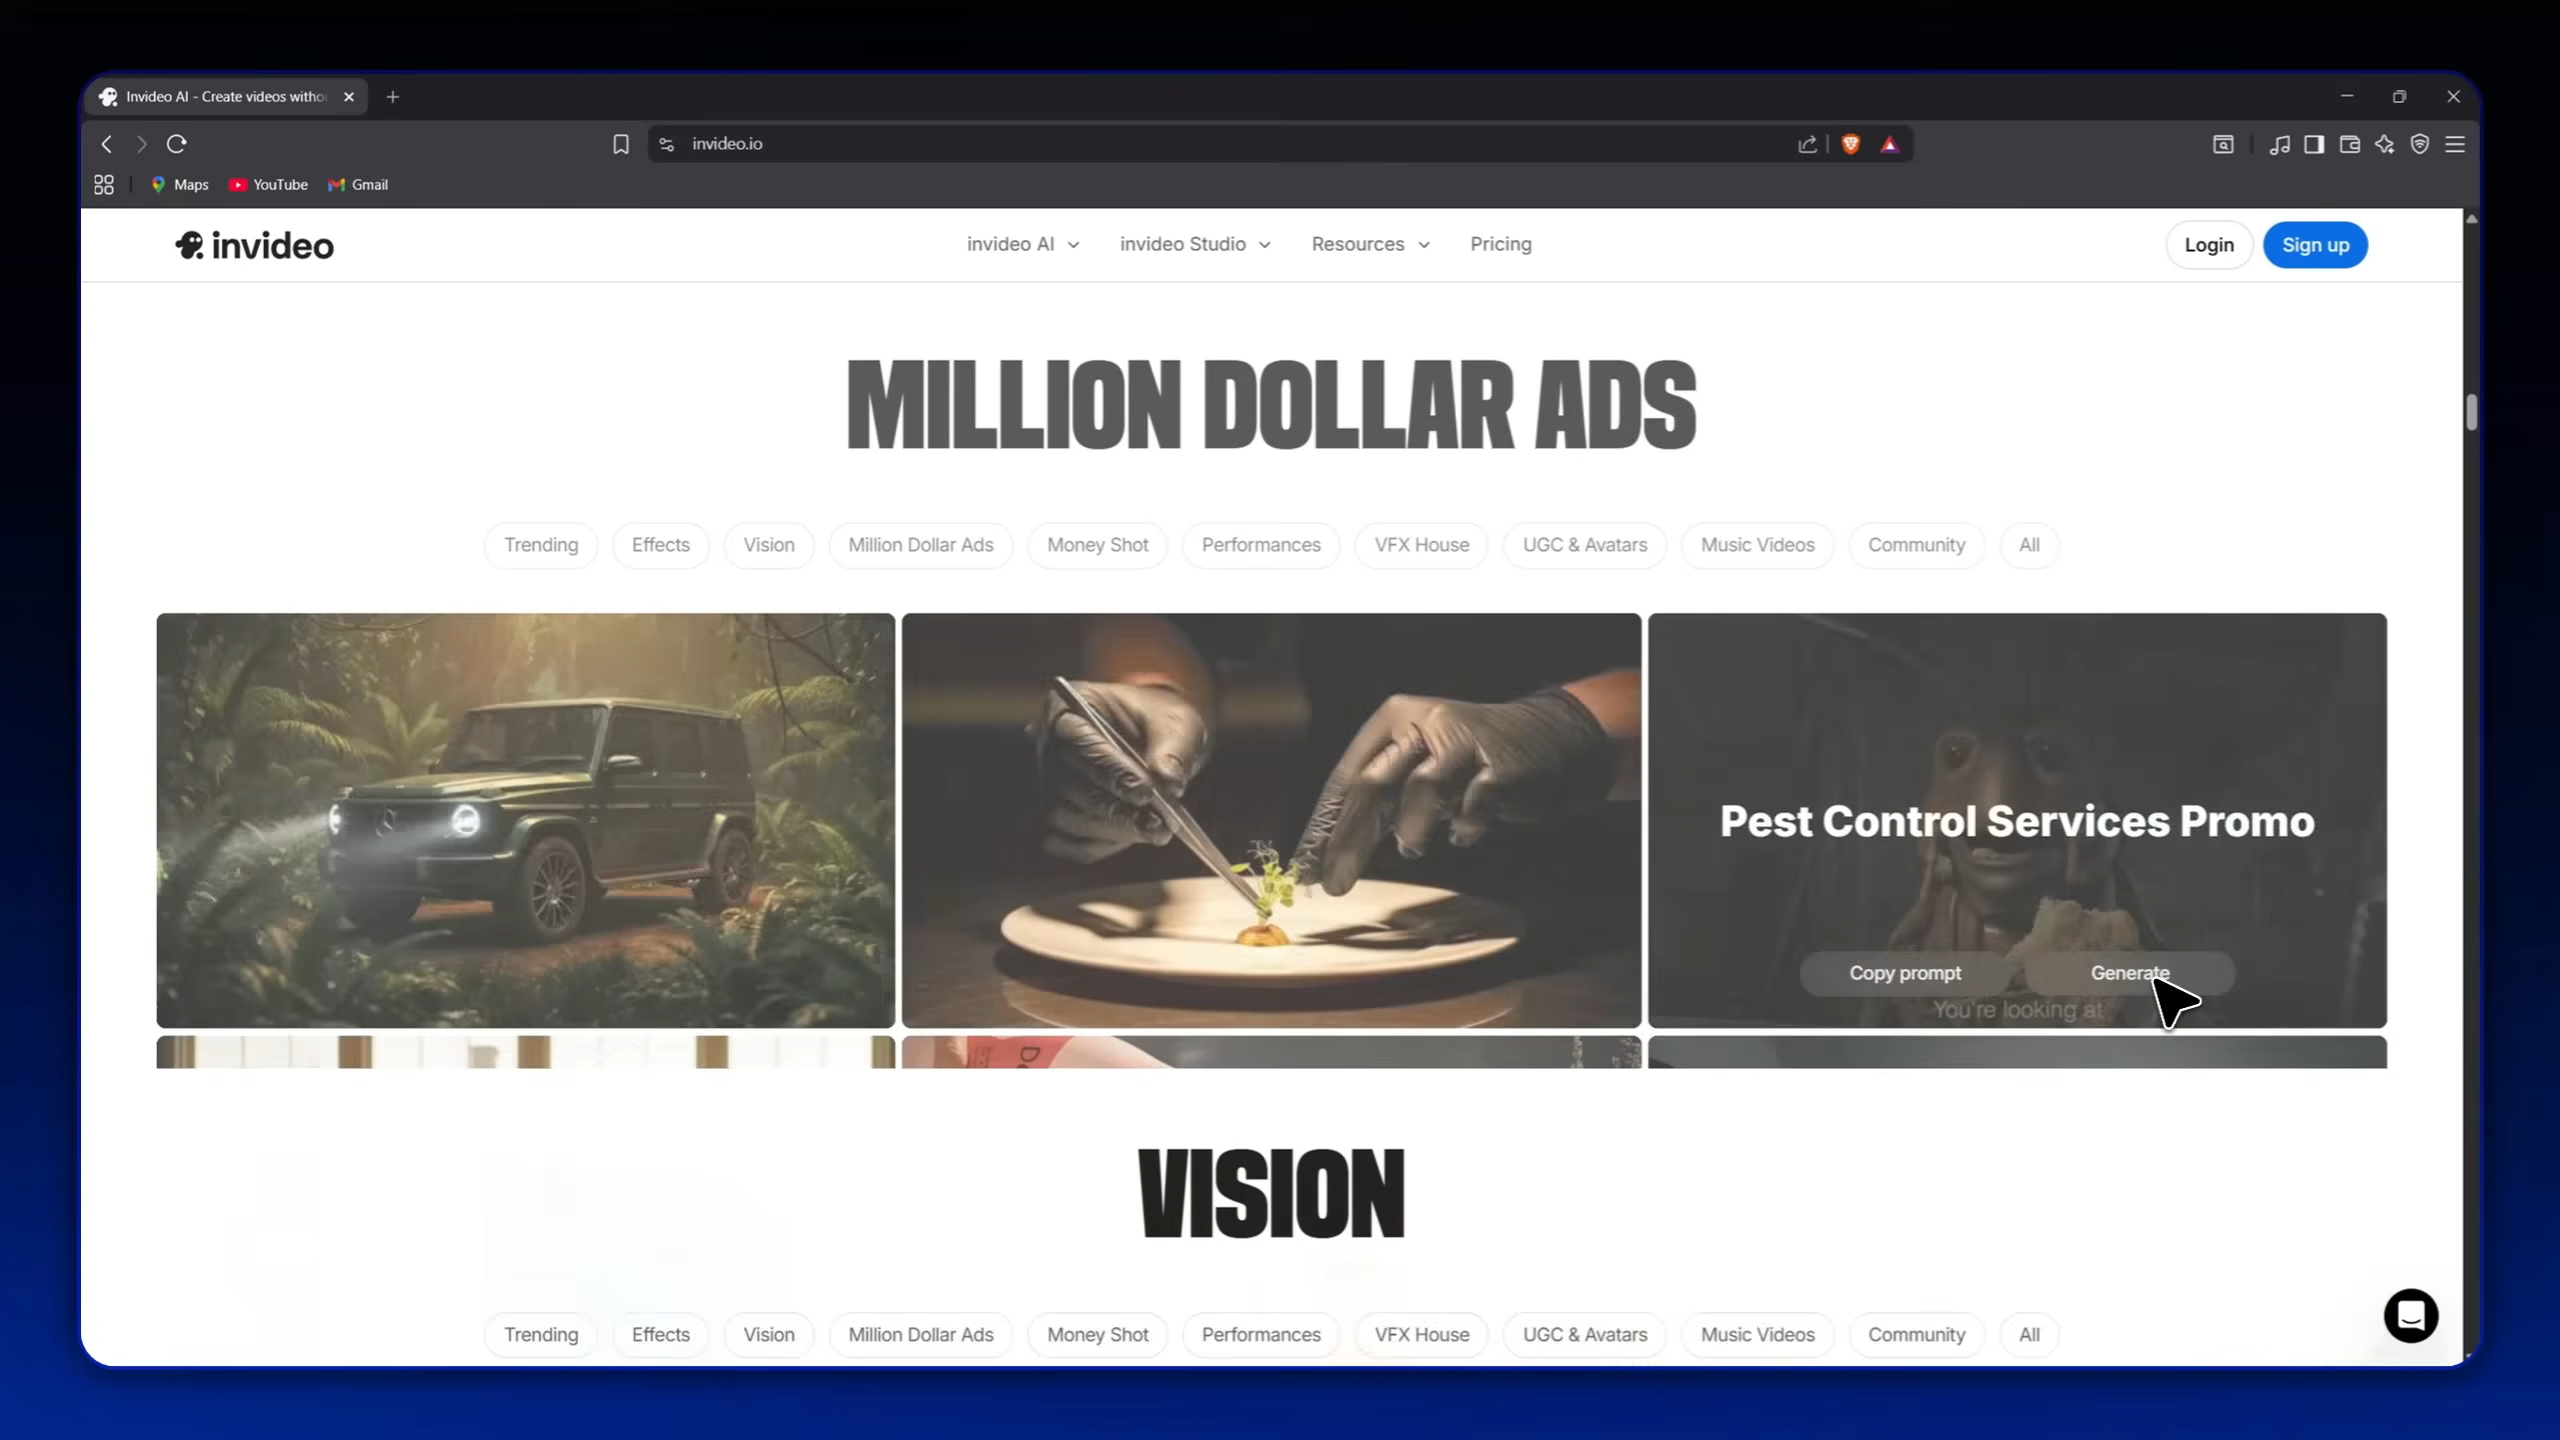 Invideo AI - Create videos witho
invideo.io
Maps
YouTube
Gmail
invideo
invideo AI
invideo Studio
Resources
Pricing
Login
Sign up
MILLION DOLLAR ADS
Trending
Effects
Vision
Million Dollar Ads
Money Shot
Performances
VFX House
UGC & Avatars
Music Videos
Community
All
Pest Control Services Promo
Copy prompt
Generate
You're looking at
VISION
Trending
Effects
Vision
Million Dollar Ads
Money Shot
Performances
VFX House
UGC & Avatars
Music Videos
Community
All